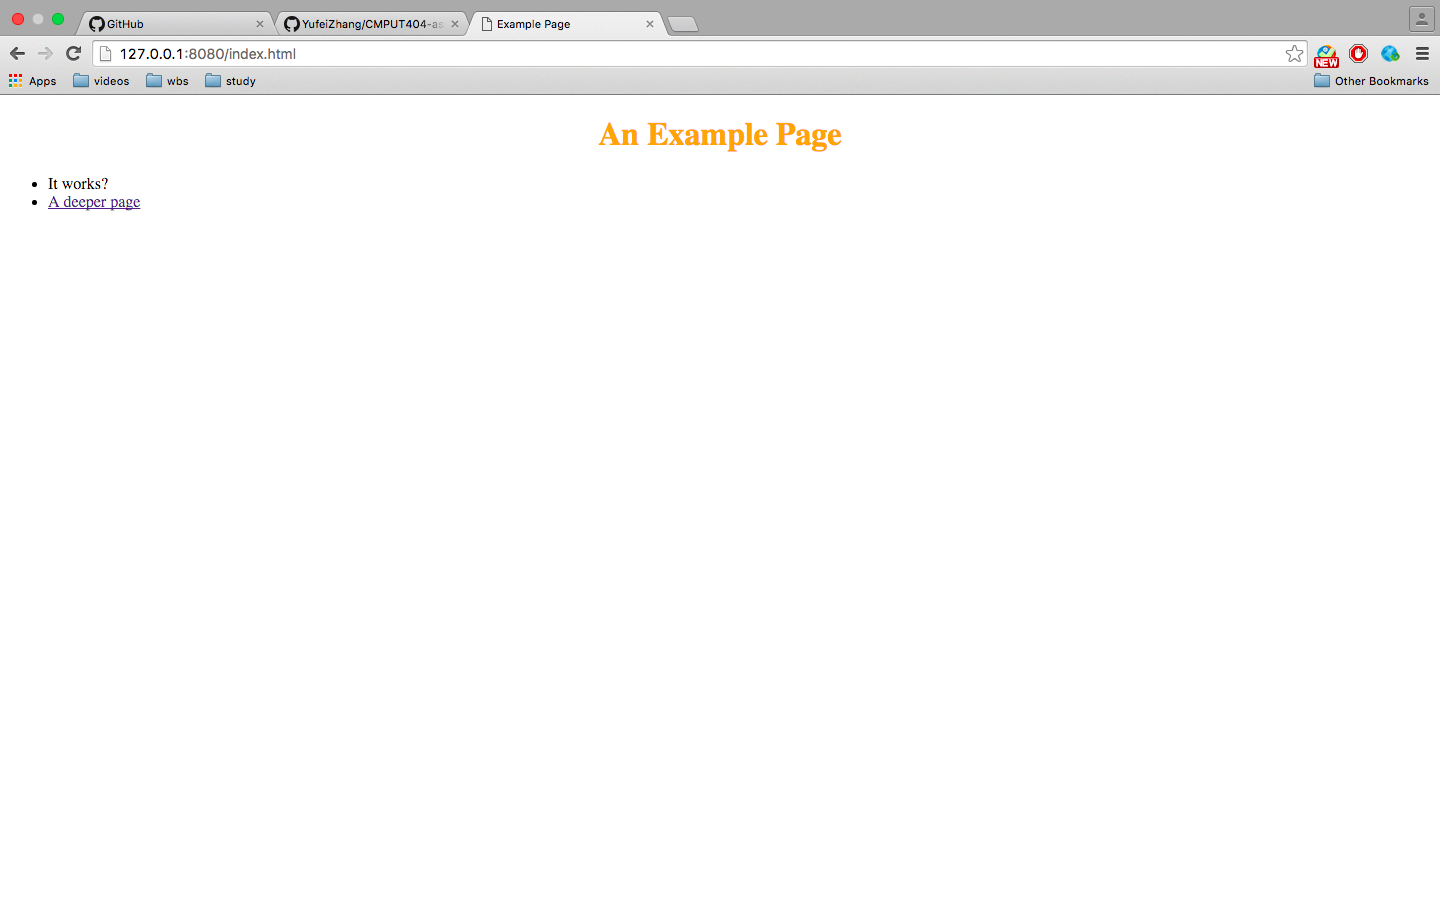 GitHub
YufeiZhang/CMPUT404-as
Example Page
127.0.0.1:8080/index.html
NEW
Apps
videos
wbs
study
Other Bookmarks
An Example Page
It works?
A deeper page